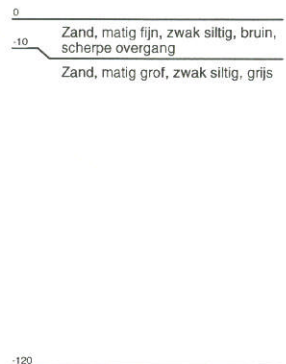 0
Zand, matig fijn, zwak siltig, bruin,
-10
scherpe overgang
Zand, matig grof, zwak siltig, grijs
-120